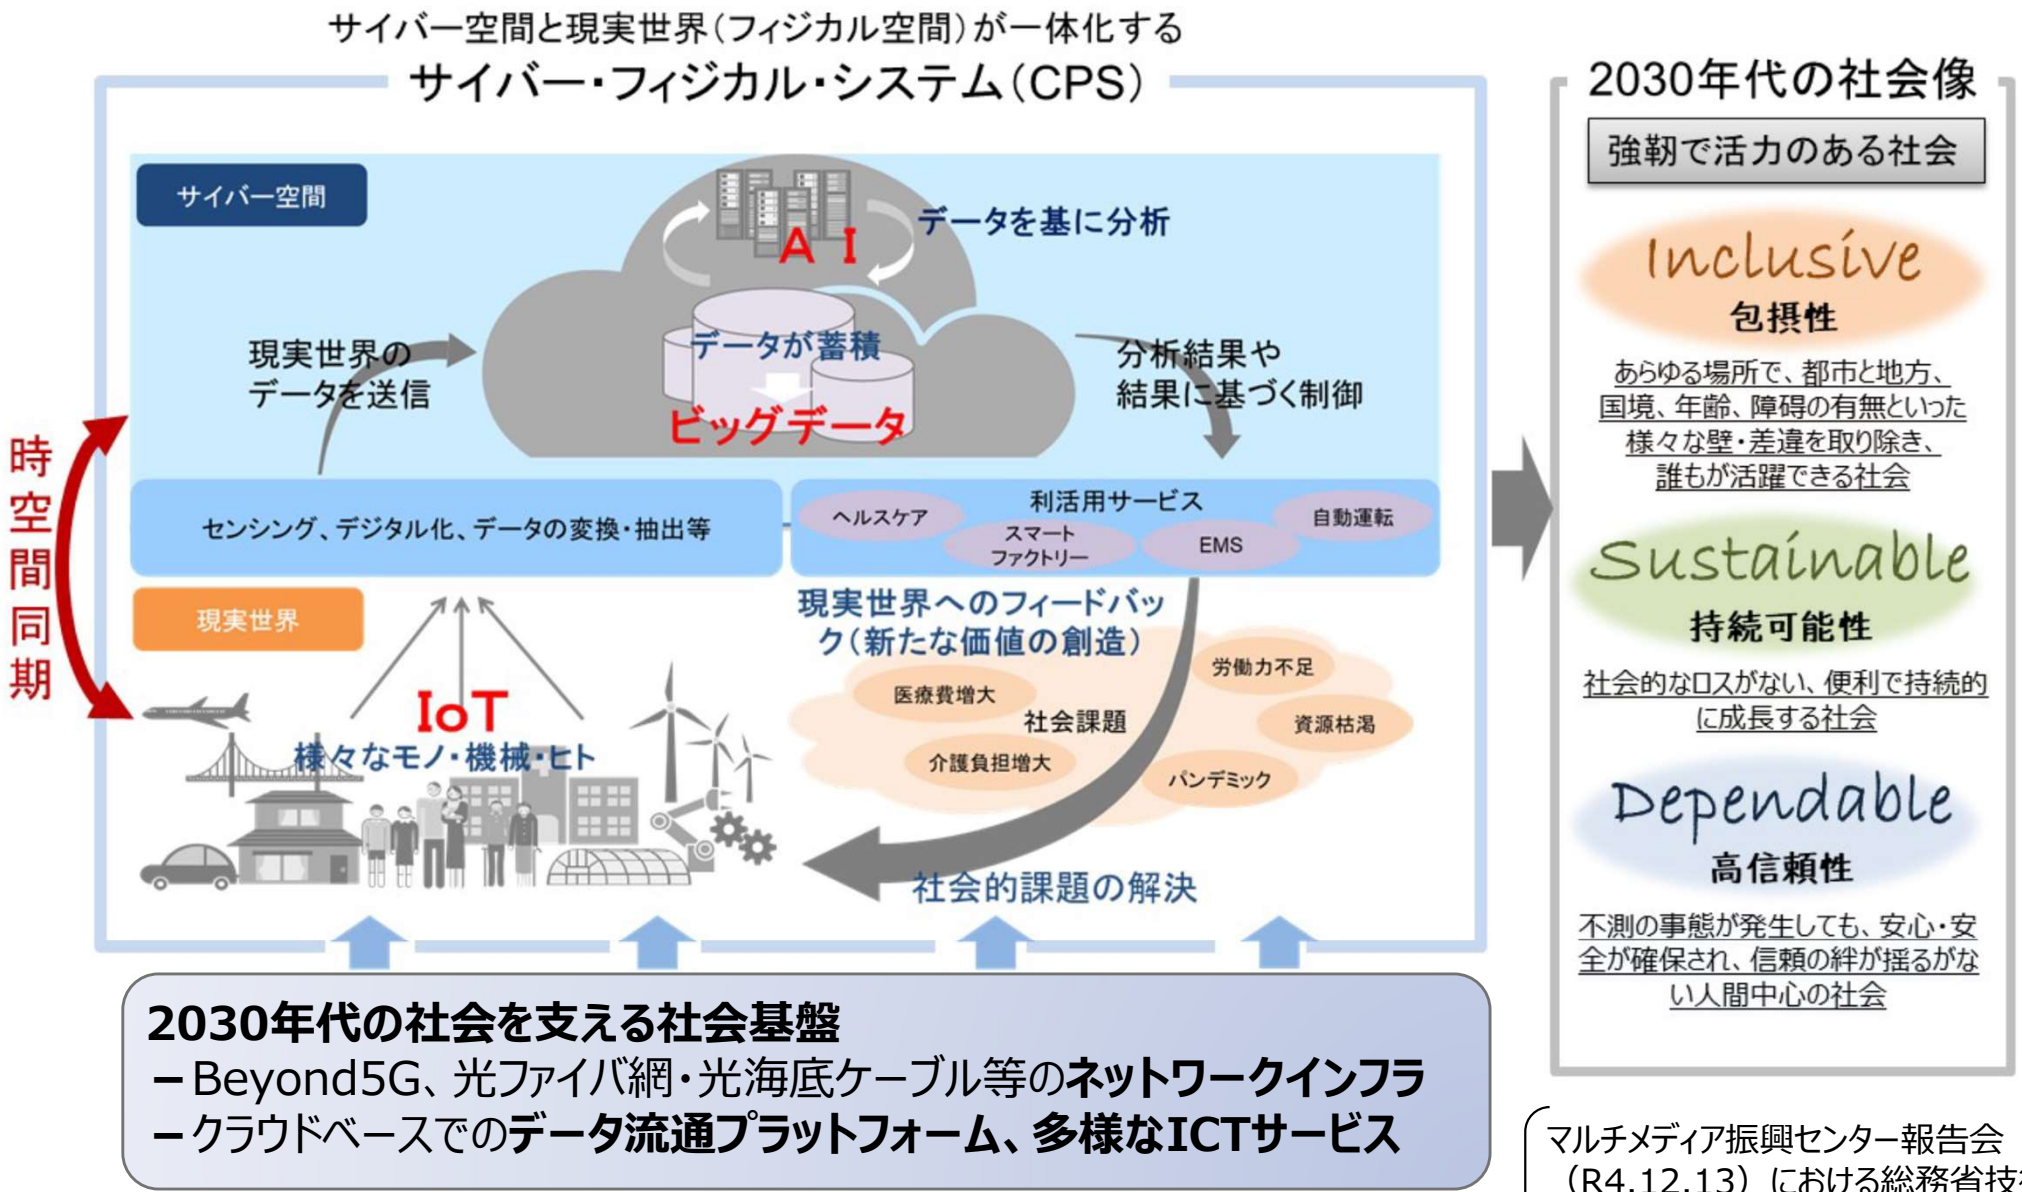 サイバー空間と現実世界(フィジカル空間)が一体化する
サイバー・フィジカル・システム(CPS)
サイバー空間
AI
データを基に分析
現実世界の
データを送信
データが蓄積
ビッグデータ
分析結果や
結果に基づく制御
時空間同期
センシング、デジタル化、データの変換・抽出等
利活用サービス
ヘルスケア
スマート
ファクトリー
EMS
自動運転
現実世界
IoT
様々なモノ・機械・ヒト
現実世界へのフィードバッ
ク(新たな価値の創造)
医療費増大
労働力不足
社会課題
資源枯渇
介護負担増大
パンデミック
社会的課題の解決
2030年代の社会を支える社会基盤
–Beyond5G、光ファイバ網・光海底ケーブル等のネットワークインフラ
–クラウドベースでのデータ流通プラットフォーム、多様なICTサービス
2030年代の社会像
強靭で活力のある社会
Inclusive
包摂性
あらゆる場所で、都市と地方、
国境、年齢、障碍の有無といった
様々な壁・差違を取り除き、
誰もが活躍できる社会
Sustainable
持続可能性
社会的なロスがない、便利で持続的
に成長する社会
Dependable
高信頼性
不測の事態が発生しても、安心・安
全が確保され、信頼の絆が揺るがな
い人間中心の社会
マルチメディア振興センター報告会
(R4.12.13)における総務省技